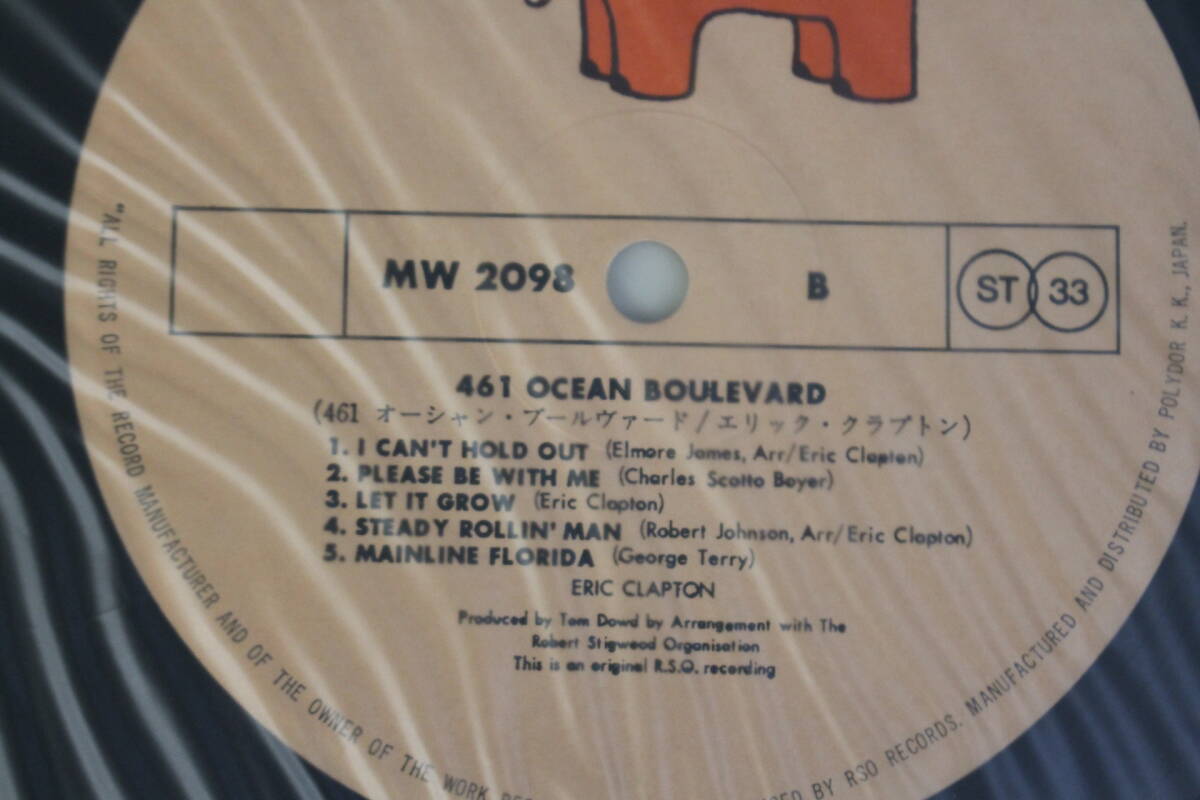 MW 2098
B
ST 33
461 OCEAN BOULEVARD
(461 オーシャン・ブールヴァード/エリック・クラプトン)
1. I CAN'T HOLD OUT (Elmore James, Arr/Eric Clapton)
2. PLEASE BE WITH ME (Charles Scotto Boyer)
3. LET IT GROW (Eric Clapton)
4. STEADY ROLLIN' MAN (Robert Johnson, Arr/Eric Clapton)
5. MAINLINE FLORIDA (George Terry)
ERIC CLAPTON
Produced by Tom Dowd by Arrangement with The
Robert Stigwood Organisation
This is an original R.S.O. recording
"ALL RIGHTS OF THE RECORD MANUFACTURER AND OF THE OWNER OF THE WORK
BY RSO RECORDS. MANUFACTURED AND DISTRIBUTED BY POLYDOR K. K., JAPAN.